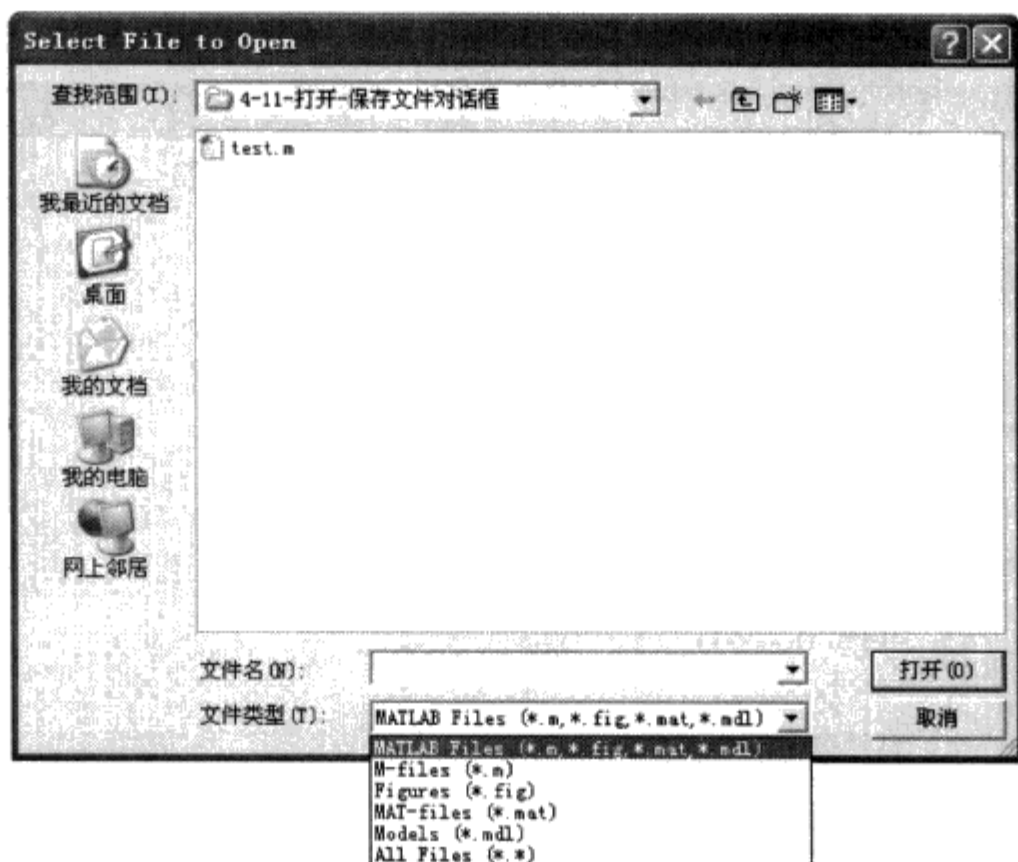 Select File to Open
查找范围(I): 4-11-打开-保存文件对话框
test.m
我最近的文档
桌面
我的文档
我的电脑
网上邻居
文件名(N): 打开(O)
文件类型(T): MATLAB Files (*.m,*.fig,*.mat,*.mdl) 取消
MATLAB Files (*.m,*.fig,*.mat,*.mdl)
M-files (*.m)
Figures (*.fig)
MAT-files (*.mat)
Models (*.mdl)
All Files (*.*)